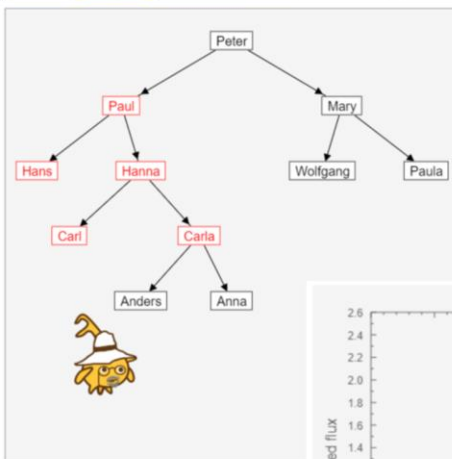 Peter
Paul Mary
Hans Hanna Wolfgang Paula
Carl Carla
Anders Anna
2.6
2.4
2.2
2.0
1.8
1.6
1.4
ed flux